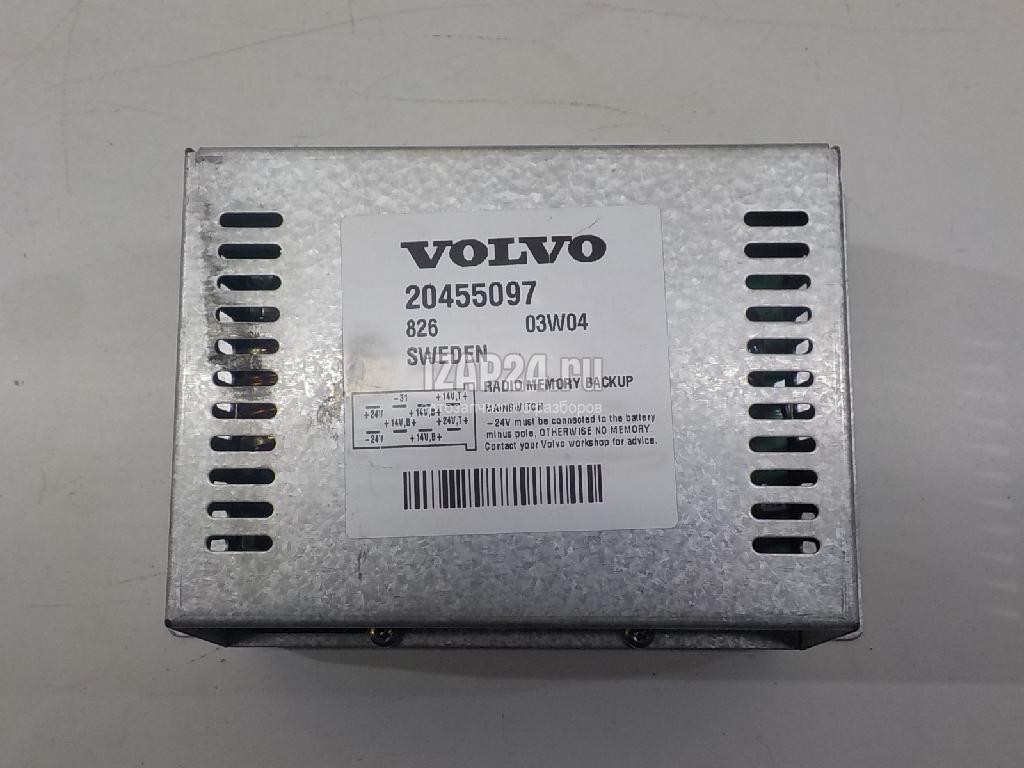 VOLVO
20455097
826 03W04
SWEDEN
IZAP24.ru
RADIO MEMORY BACKUP
MAINSWITCH
-24V must be connected to the battery
minus pole, OTHERWISE NO MEMORY.
Contact your Volvo workshop for advice.
-31 +14V,T+
+24V +14V,B+
+14V,B+ +24V,T+
-24V +14V,B+